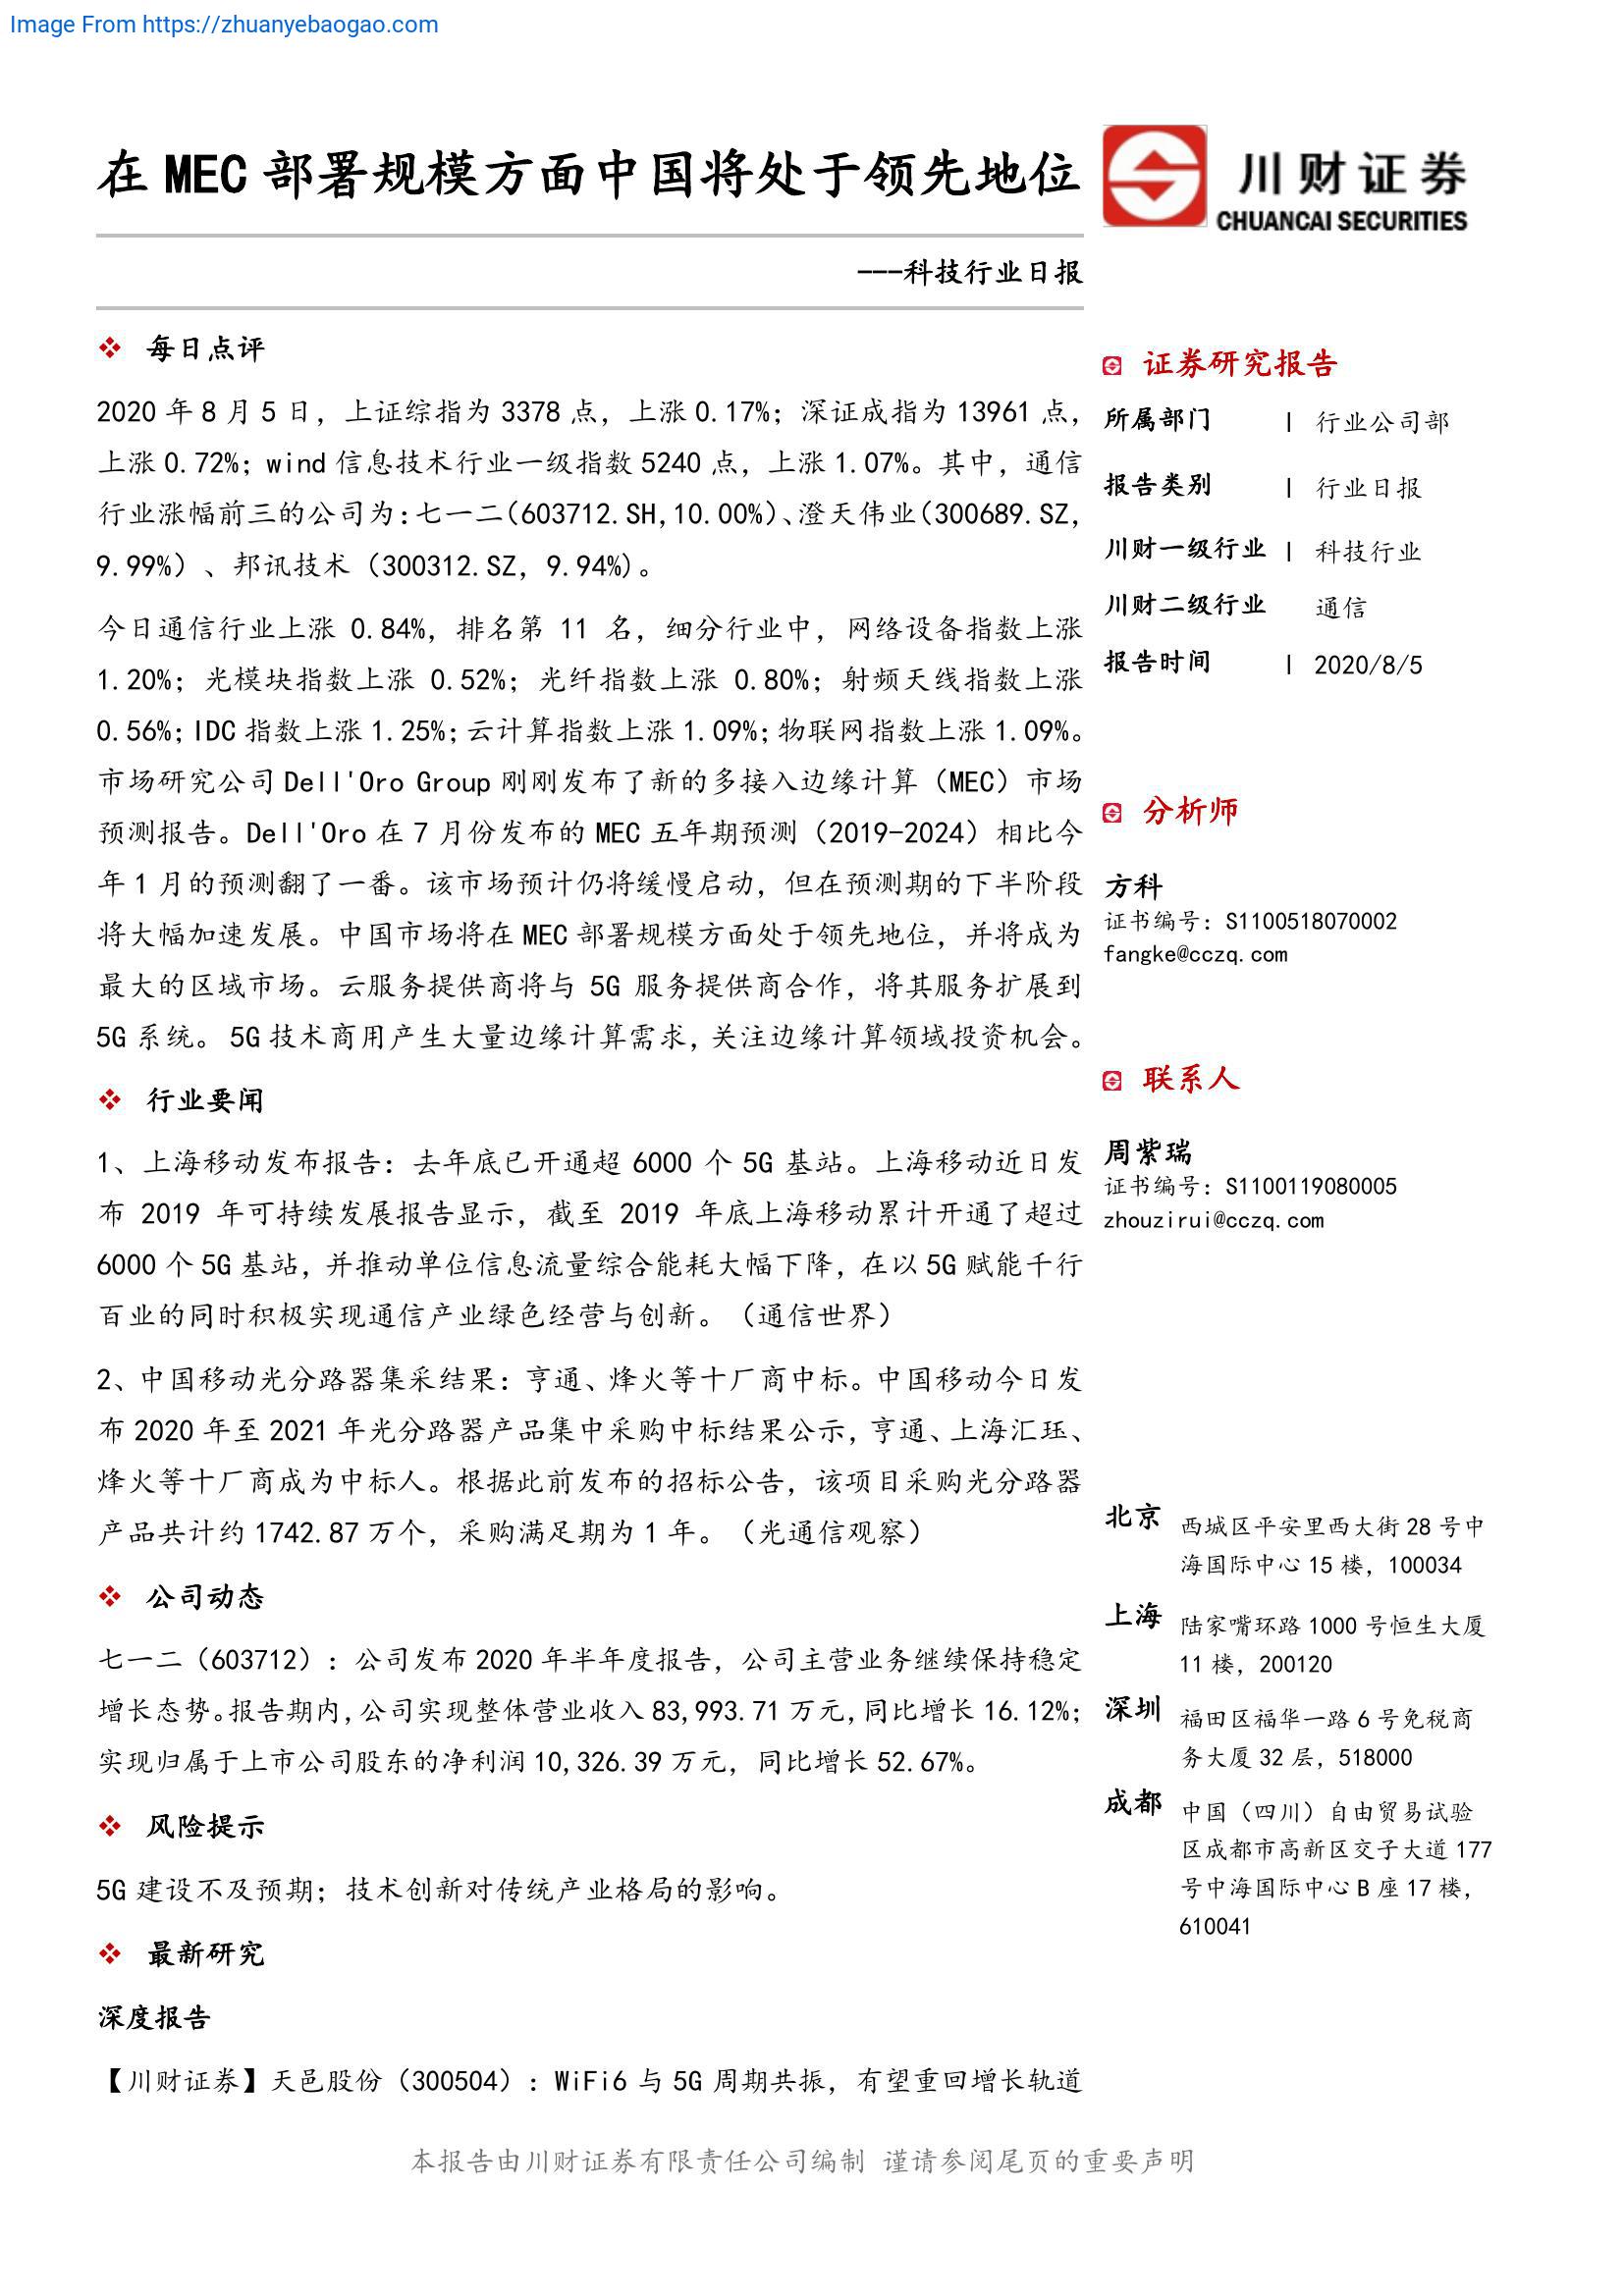 Image From https://zhuanyebaogao.com
在 MEC 部署规模方面中国将处于领先地位
川财证券
CHUANCAI SECURITIES
---科技行业日报
❖ 每日点评
2020 年 8 月 5 日，上证综指为 3378 点，上涨 0.17%；深证成指为 13961 点，
上涨 0.72%；wind 信息技术行业一级指数 5240 点，上涨 1.07%。其中，通信
行业涨幅前三的公司为：七一二（603712.SH,10.00%）、澄天伟业（300689.SZ,
9.99%）、邦讯技术（300312.SZ, 9.94%)。
今日通信行业上涨 0.84%，排名第 11 名，细分行业中，网络设备指数上涨
1.20%；光模块指数上涨 0.52%；光纤指数上涨 0.80%；射频天线指数上涨
0.56%；IDC 指数上涨 1.25%；云计算指数上涨 1.09%；物联网指数上涨 1.09%。
市场研究公司 Dell'Oro Group 刚刚发布了新的多接入边缘计算（MEC）市场
预测报告。Dell'Oro 在 7 月份发布的 MEC 五年期预测（2019-2024）相比今
年 1 月的预测翻了一番。该市场预计仍将缓慢启动，但在预测期的下半阶段
将大幅加速发展。中国市场将在 MEC 部署规模方面处于领先地位，并将成为
最大的区域市场。云服务提供商将与 5G 服务提供商合作，将其服务扩展到
5G 系统。 5G 技术商用产生大量边缘计算需求，关注边缘计算领域投资机会。
❖ 行业要闻
1、上海移动发布报告：去年底已开通超 6000 个 5G 基站。上海移动近日发
布 2019 年可持续发展报告显示，截至 2019 年底上海移动累计开通了超过
6000 个 5G 基站，并推动单位信息流量综合能耗大幅下降，在以 5G 赋能千行
百业的同时积极实现通信产业绿色经营与创新。（通信世界）
2、中国移动光分路器集采结果：亨通、烽火等十厂商中标。中国移动今日发
布 2020 年至 2021 年光分路器产品集中采购中标结果公示，亨通、上海汇珏、
烽火等十厂商成为中标人。根据此前发布的招标公告，该项目采购光分路器
产品共计约 1742.87 万个，采购满足期为 1 年。（光通信观察）
❖ 公司动态
七一二（603712）：公司发布 2020 年半年度报告，公司主营业务继续保持稳定
增长态势。报告期内，公司实现整体营业收入 83,993.71 万元，同比增长 16.12%；
实现归属于上市公司股东的净利润 10,326.39 万元，同比增长 52.67%。
❖ 风险提示
5G 建设不及预期；技术创新对传统产业格局的影响。
❖ 最新研究
深度报告
【川财证券】天邑股份（300504）：WiFi6 与 5G 周期共振，有望重回增长轨道
证券研究报告
所属部门 | 行业公司部
报告类别 | 行业日报
川财一级行业 | 科技行业
川财二级行业 通信
报告时间 | 2020/8/5
分析师
方科
证书编号：S1100518070002
fangke@cczq.com
联系人
周紫瑞
证书编号：S1100119080005
zhouzirui@cczq.com
北京 西城区平安里西大街 28 号中
海国际中心 15 楼，100034
上海 陆家嘴环路 1000 号恒生大厦
11 楼，200120
深圳 福田区福华一路 6 号免税商
务大厦 32 层，518000
成都 中国（四川）自由贸易试验
区成都市高新区交子大道 177
号中海国际中心 B 座 17 楼，
610041
本报告由川财证券有限责任公司编制 谨请参阅尾页的重要声明